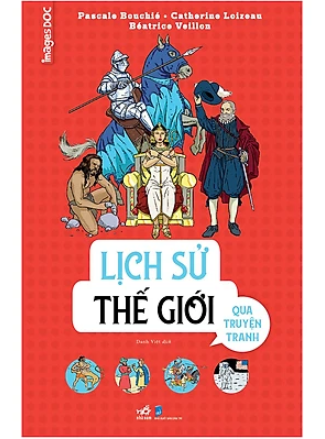 images DOC
Pascale Bouchié • Catherine Loizeau
Béatrice Veillon
LỊCH SỬ
THẾ GIỚI
QUA
TRUYỆN
TRANH
Danh Việt dịch